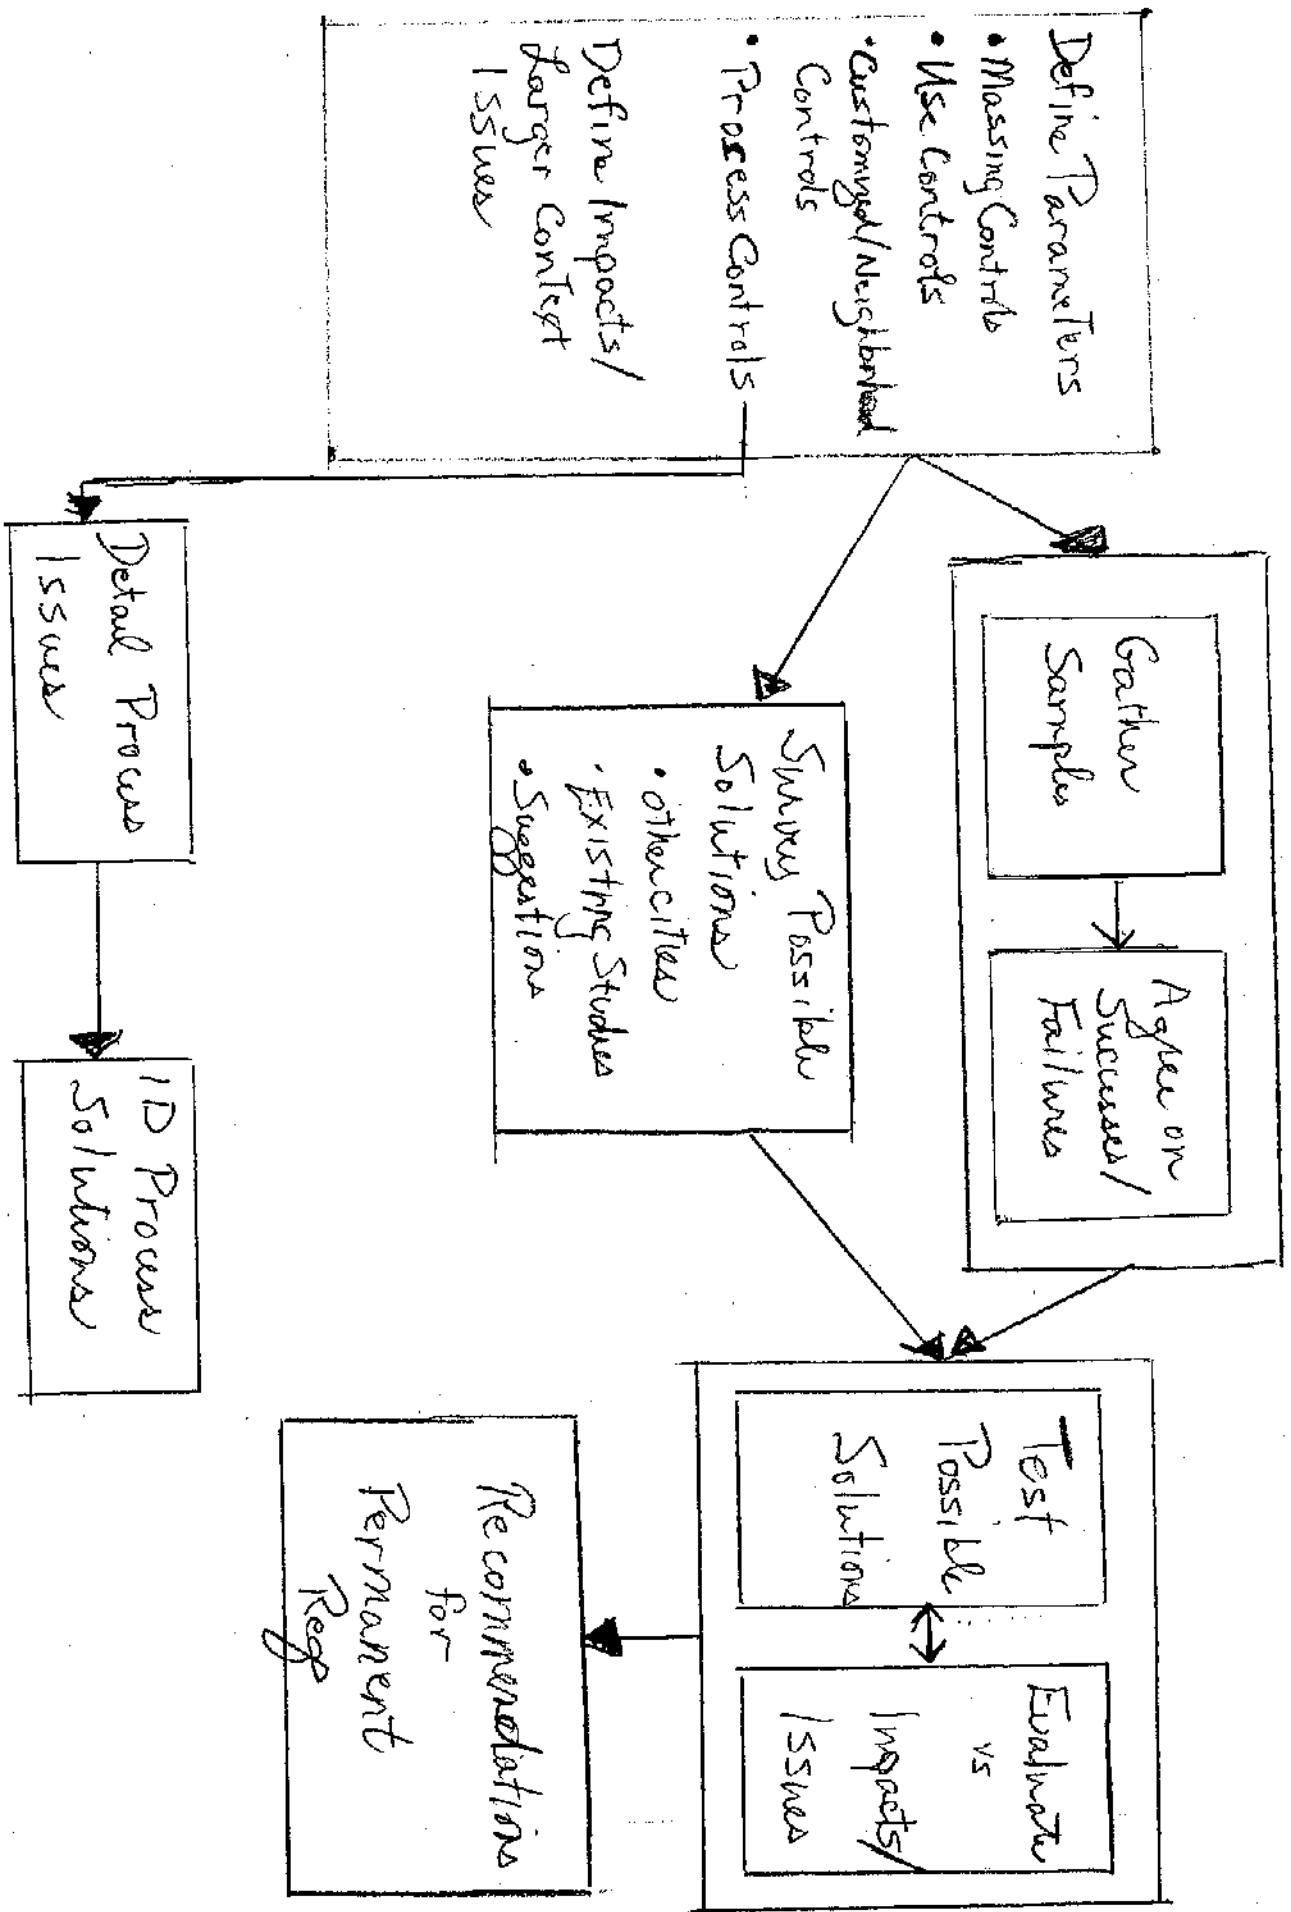 Define Parameters
• Massing Controls
• Use Controls
• Customized/Neighborhood
Controls
• Process Controls
Define Impacts/
Larger Context
Issues
Gather
Samples
Agree on
Successes/
Failures
Survey Possible
Solutions
• other cities
• Existing Studies
• Suggestions
Test
Possible
Solutions
Evaluate
vs
Impacts/
Issues
Recommendations
for
Permanent
Regs
Detail Process
Issues
ID Process
Solutions